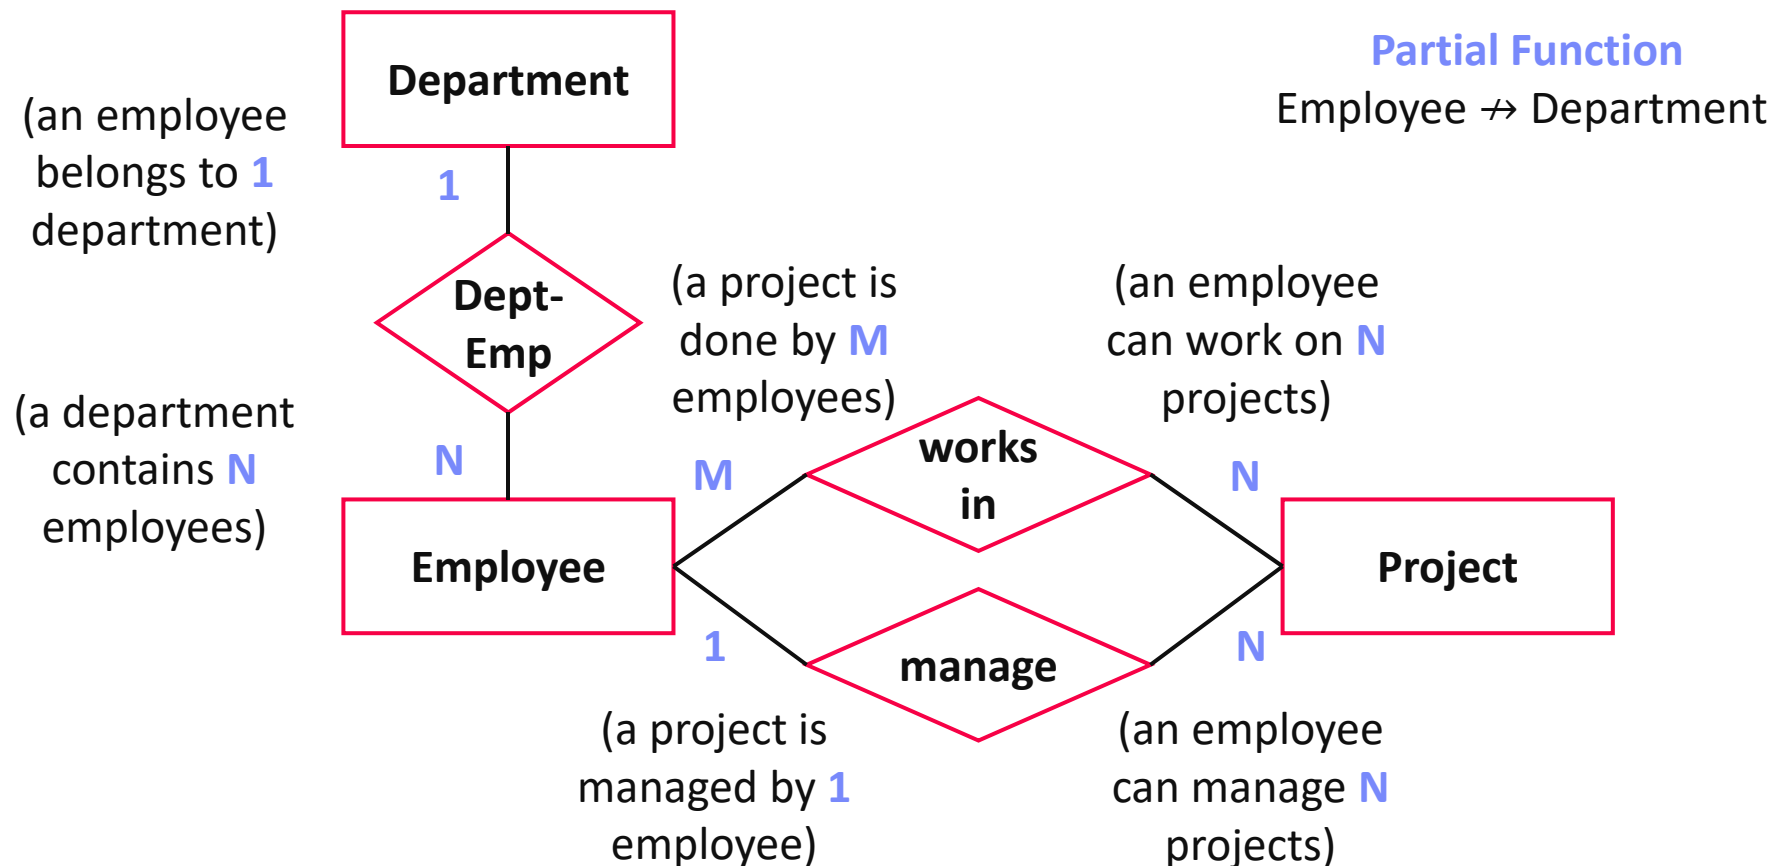 Department
Partial Function
Employee ↛ Department
(an employee
belongs to 1
department)
1
Dept-
Emp
(a project is
done by M
employees)
(an employee
can work on N
projects)
(a department
contains N
employees)
N
M
works
in
N
Employee
Project
1
manage
N
(a project is
managed by 1
employee)
(an employee
can manage N
projects)